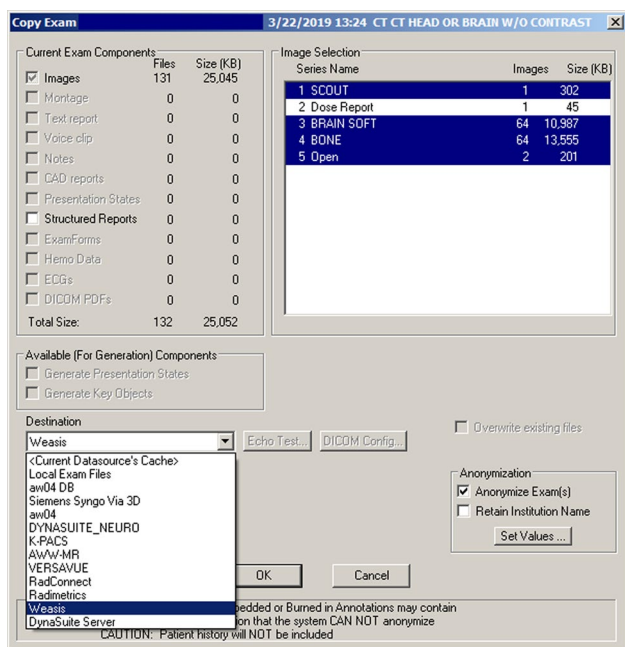 Copy Exam 3/22/2019 13:24 CT CT HEAD OR BRAIN W/O CONTRAST
Current Exam Components
Files Size (KB)
Images 131 25,045
Montage 0 0
Text report 0 0
Voice clip 0 0
Notes 0 0
CAD reports 0 0
Presentation States 0 0
Structured Reports 0 0
ExamForms 0 0
Hemo Data 0 0
ECGs 0 0
DICOM PDFs 0 0
Total Size: 132 25,052
Image Selection
Series Name Images Size (KB)
1 SCOUT 1 302
2 Dose Report 1 45
3 BRAIN SOFT 64 10,987
4 BONE 64 13,555
5 Open 2 201
Available (For Generation) Components
Generate Presentation States
Generate Key Objects
Destination
Weasis Echo Test... DICOM Config...
<Current Datasource's Cache>
Local Exam Files
aw04 DB
Siemens Syngo Via 3D
aw04
DYNASUITE_NEURO
K-PACS
AWW-MR
VERSAVUE
RadConnect
Radimetrics
Weasis
DynaSuite Server
Overwrite existing files
Anonymization
Anonymize Exam(s)
Retain Institution Name
Set Values ...
OK Cancel
or Burned in Annotations may contain
that the system CAN NOT anonymize
CAUTION: Patient history will NOT be included